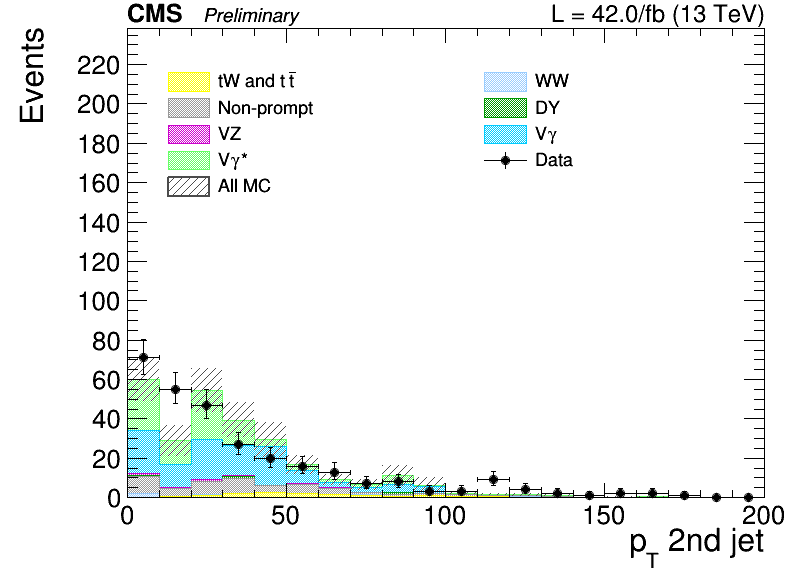 CMS Preliminary L = 42.0/fb (13 TeV)
Events
220
200
180
160
140
120
100
80
60
40
20
0
tW and t t̄
Non-prompt
VZ
Vγ*
All MC
WW
DY
Vγ
Data
0 50 100 150 200
p_T 2nd jet